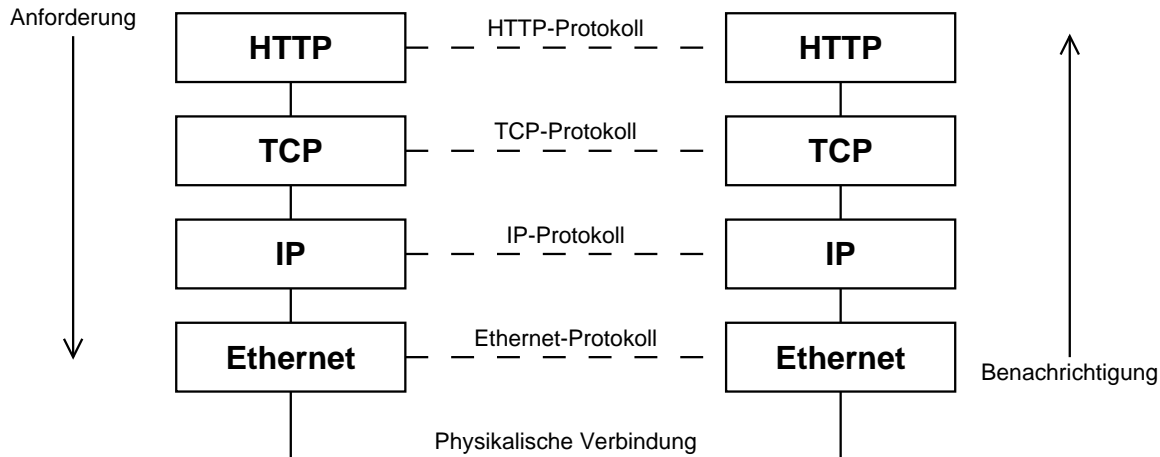 Anforderung
HTTP
HTTP-Protokoll
HTTP
TCP
TCP-Protokoll
TCP
IP
IP-Protokoll
IP
Ethernet
Ethernet-Protokoll
Ethernet
Benachrichtigung
Physikalische Verbindung